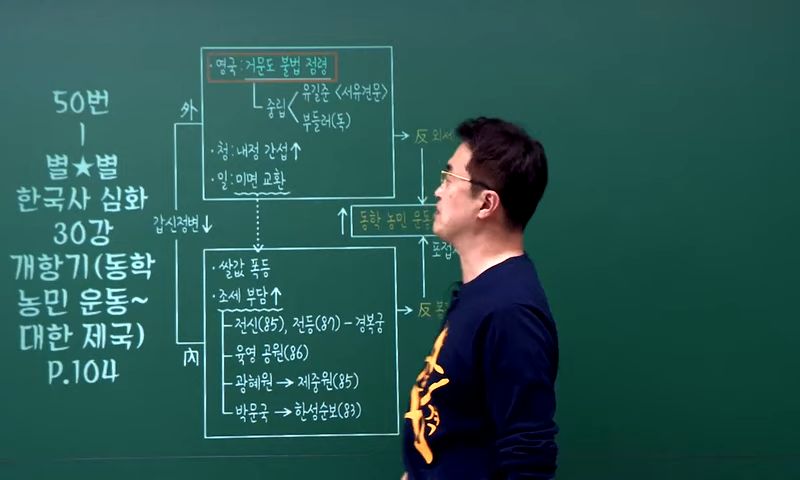 50번
|
별★별
한국사 심화
30강
개항기(동학
농민 운동~
대한 제국)
P.104
갑신정변↓
外
· 영국 : 거문도 불법 점령
중립 < 유길준 <서유견문>
부들러(독)
· 청 : 내정 간섭↑
· 일 : 미면 교환
反 외세
↑ 동학 농민 운동
內
· 쌀값 폭등
· 조세 부담↑
전신(85), 전등(87) - 경복궁
육영 공원(86)
광혜원 → 제중원(85)
박문국 → 한성순보(83)
포접
反 봉